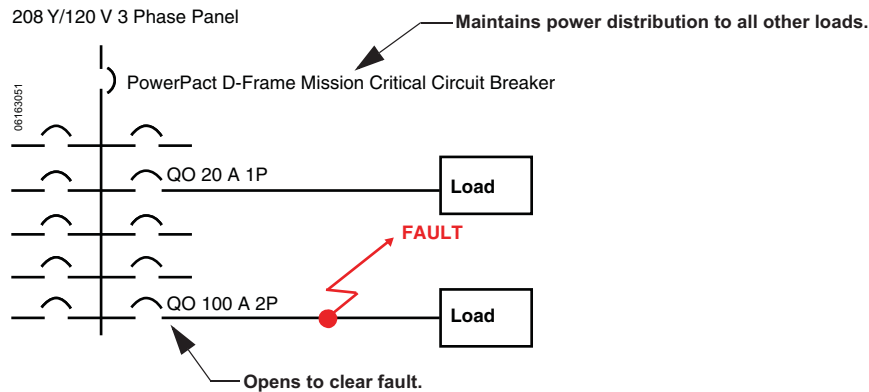 208 Y/120 V 3 Phase Panel
Maintains power distribution to all other loads.
PowerPact D-Frame Mission Critical Circuit Breaker
06163051
QO 20 A 1P
Load
FAULT
QO 100 A 2P
Load
Opens to clear fault.